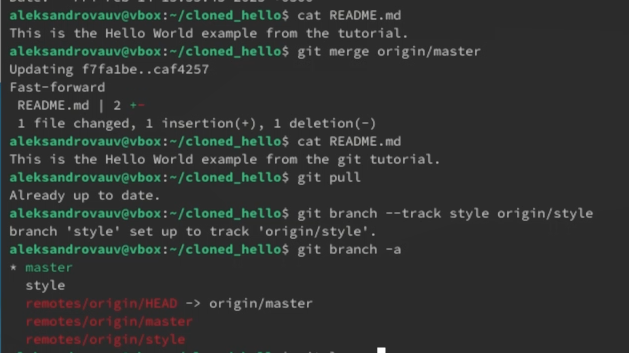 aleksandrovauv@vbox:~/cloned_hello$ cat README.md
This is the Hello World example from the tutorial.
aleksandrovauv@vbox:~/cloned_hello$ git merge origin/master
Updating f7fa1be..caf4257
Fast-forward
README.md | 2 +-
1 file changed, 1 insertion(+), 1 deletion(-)
aleksandrovauv@vbox:~/cloned_hello$ cat README.md
This is the Hello World example from the git tutorial.
aleksandrovauv@vbox:~/cloned_hello$ git pull
Already up to date.
aleksandrovauv@vbox:~/cloned_hello$ git branch --track style origin/style
branch 'style' set up to track 'origin/style'.
aleksandrovauv@vbox:~/cloned_hello$ git branch -a
* master
style
remotes/origin/HEAD -> origin/master
remotes/origin/master
remotes/origin/style